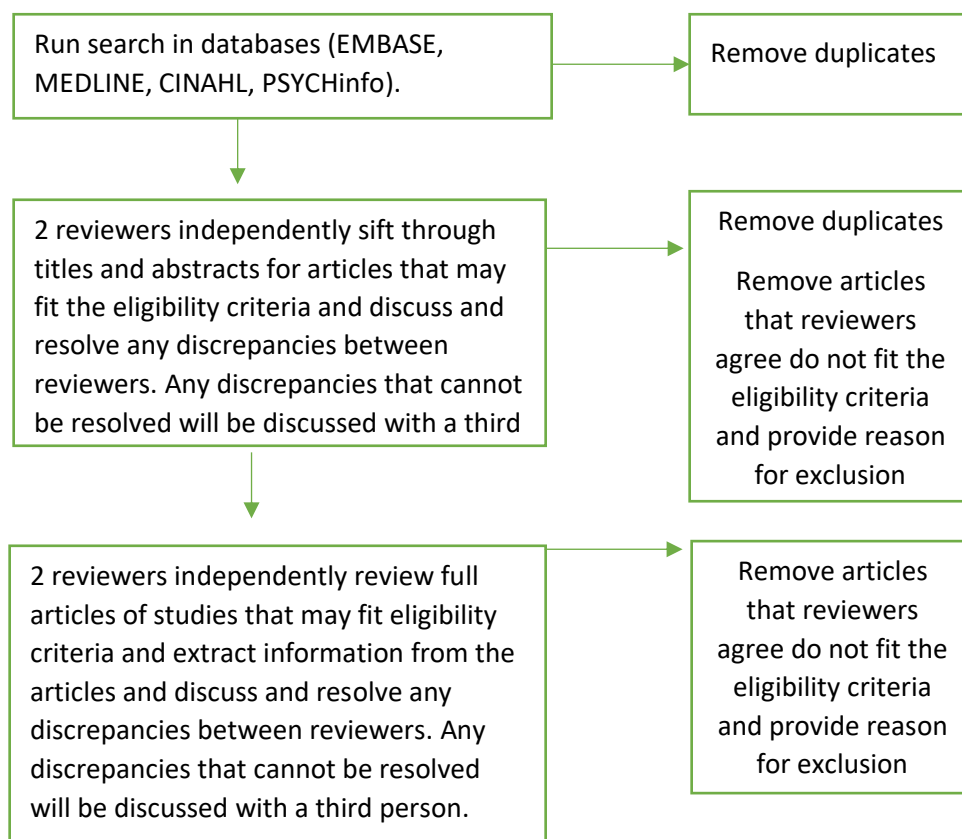 Run search in databases (EMBASE,
MEDLINE, CINAHL, PSYCHinfo).
Remove duplicates
2 reviewers independently sift through
titles and abstracts for articles that may
fit the eligibility criteria and discuss and
resolve any discrepancies between
reviewers. Any discrepancies that cannot
be resolved will be discussed with a third
Remove duplicates
Remove articles
that reviewers
agree do not fit the
eligibility criteria
and provide reason
for exclusion
2 reviewers independently review full
articles of studies that may fit eligibility
criteria and extract information from the
articles and discuss and resolve any
discrepancies between reviewers. Any
discrepancies that cannot be resolved
will be discussed with a third person.
Remove articles
that reviewers
agree do not fit the
eligibility criteria
and provide reason
for exclusion